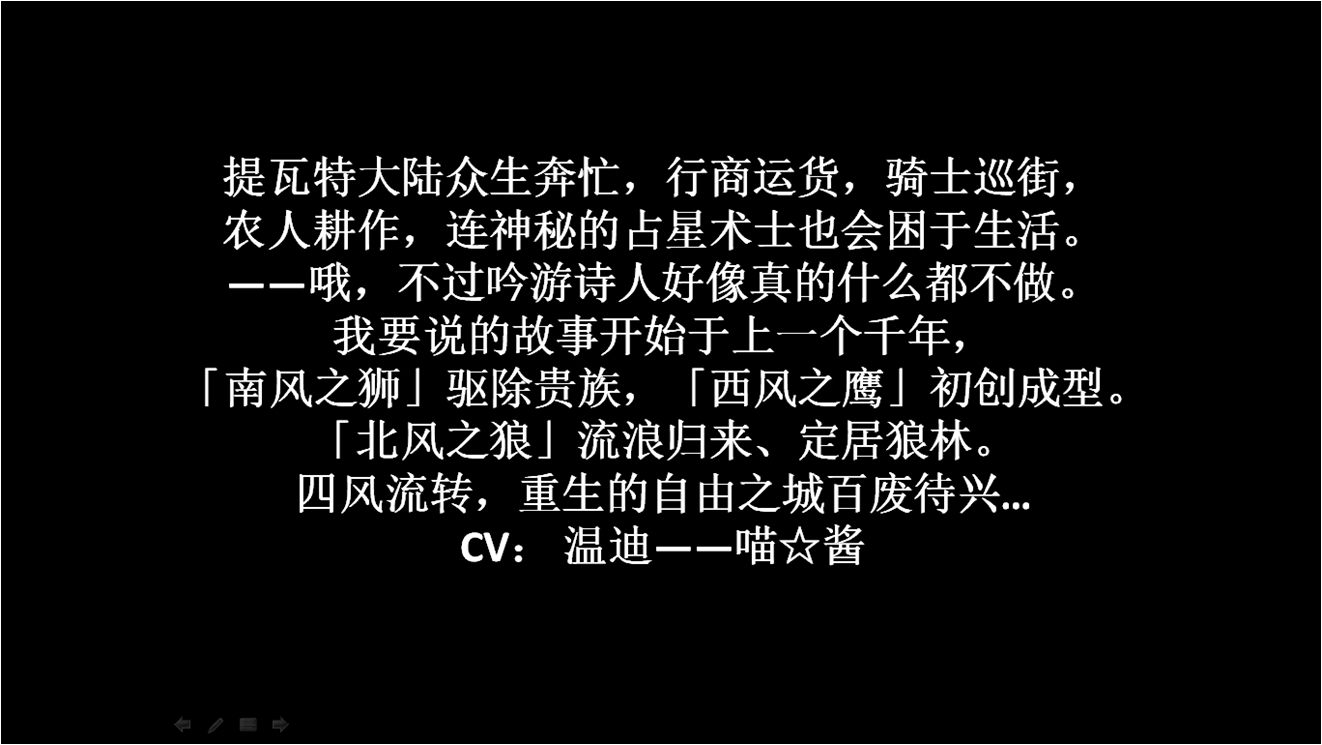 提瓦特大陆众生奔忙，行商运货，骑士巡街，
农人耕作，连神秘的占星术士也会困于生活。
——哦，不过吟游诗人好像真的什么都不做。
我要说的故事开始于上一个千年，
「南风之狮」驱除贵族，「西风之鹰」初创成型。
「北风之狼」流浪归来、定居狼林。
四风流转，重生的自由之城百废待兴...
CV： 温迪——喵☆酱